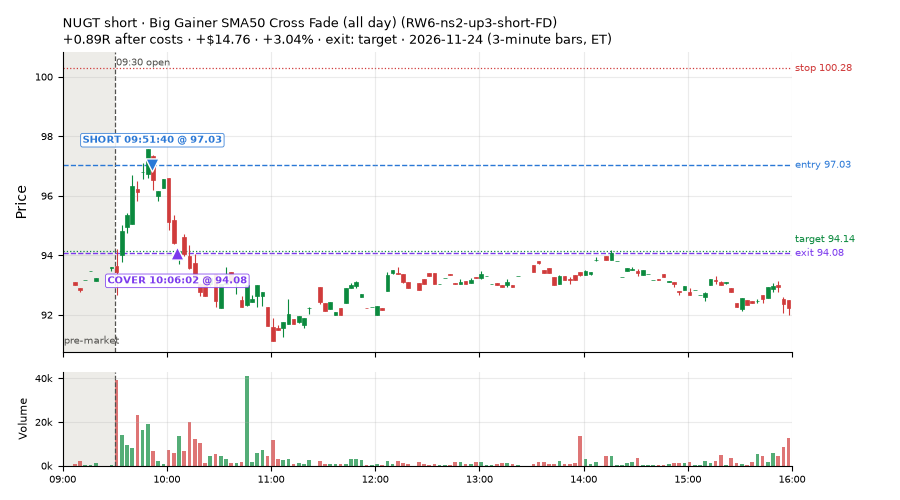 NUGT short · Big Gainer SMA50 Cross Fade (all day) (RW6-ns2-up3-short-FD)
+0.89R after costs · +$14.76 · +3.04% · exit: target · 2026-11-24 (3-minute bars, ET)
09:30 open
stop 100.28
100
SHORT 09:51:40 @ 97.03
98
entry 97.03
Price
96
target 94.14
94
exit 94.08
COVER 10:06:02 @ 94.08
92
pre-market
40k
Volume
20k
0k
09:00 10:00 11:00 12:00 13:00 14:00 15:00 16:00